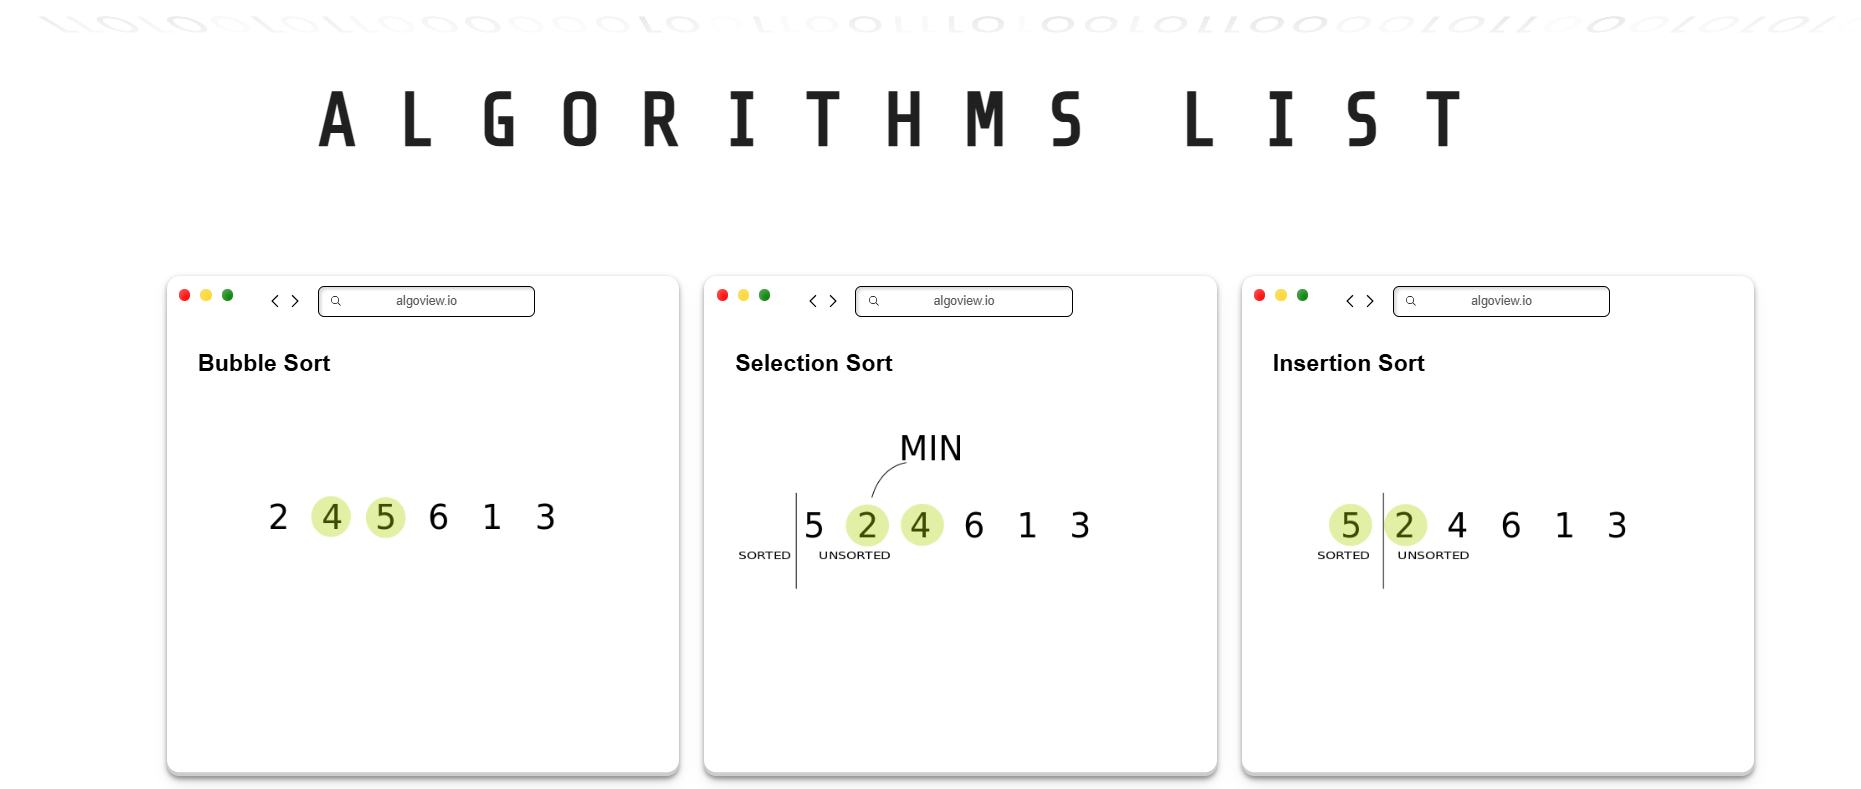 ALGORITHMS LIST
algoview.io
Bubble Sort
2 4 5 6 1 3
algoview.io
Selection Sort
MIN
5 2 4 6 1 3
SORTED UNSORTED
algoview.io
Insertion Sort
5 2 4 6 1 3
SORTED UNSORTED